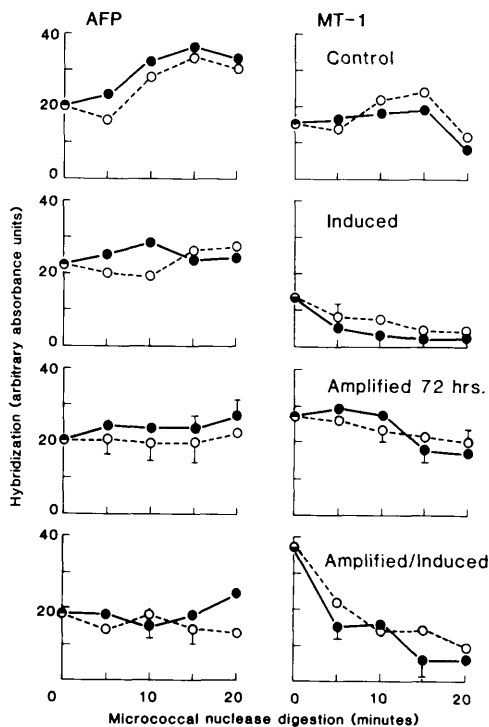 AFP
MT-1
Control
40
20
0
Induced
40
20
0
Amplified 72 hrs.
40
20
0
Amplified/Induced
40
20
0
0
10
20
0
10
20
Hybridization (arbitrary absorbance units)
Micrococcal nuclease digestion (minutes)